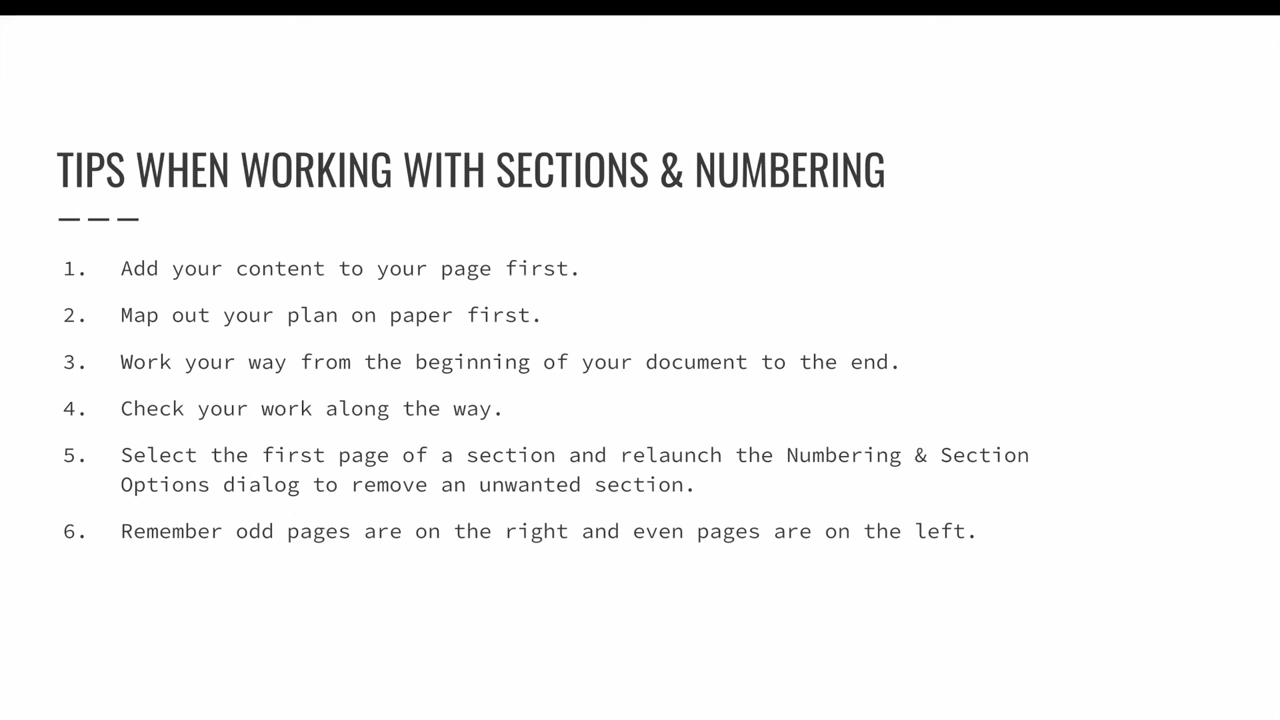 TIPS WHEN WORKING WITH SECTIONS & NUMBERING
1. Add your content to your page first.
2. Map out your plan on paper first.
3. Work your way from the beginning of your document to the end.
4. Check your work along the way.
5. Select the first page of a section and relaunch the Numbering & Section
Options dialog to remove an unwanted section.
6. Remember odd pages are on the right and even pages are on the left.